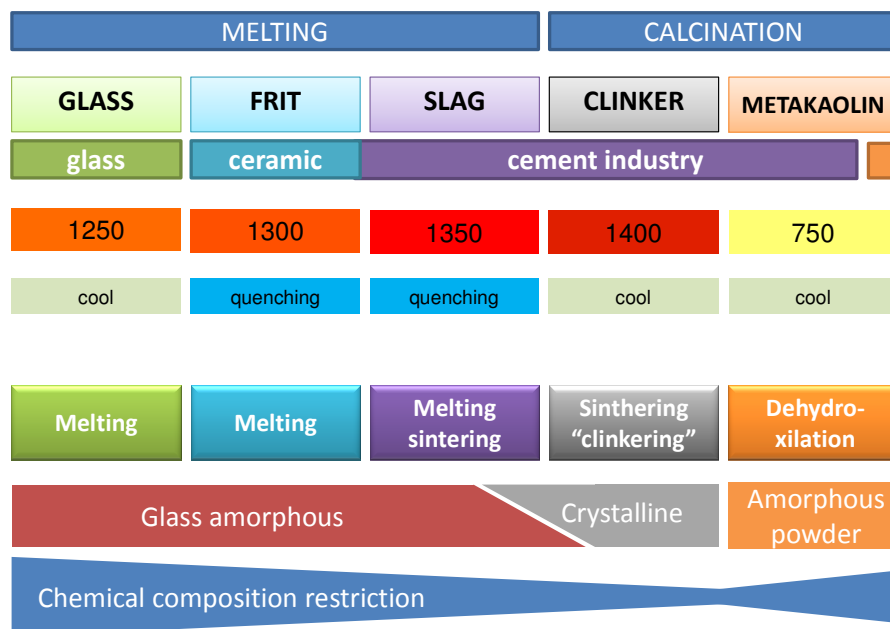 MELTING CALCINATION
GLASS FRIT SLAG CLINKER METAKAOLIN
glass ceramic cement industry
1250 1300 1350 1400 750
cool quenching quenching cool cool
Melting Melting Melting sintering Sinthering “clinkering” Dehydro-xilation
Glass amorphous Crystalline Amorphous powder
Chemical composition restriction